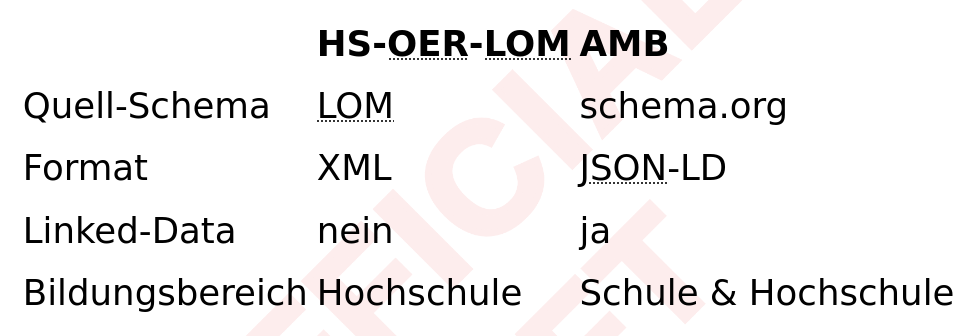 HS-OER-LOM AMB
Quell-Schema LOM schema.org
Format XML JSON-LD
Linked-Data nein ja
Bildungsbereich Hochschule Schule & Hochschule